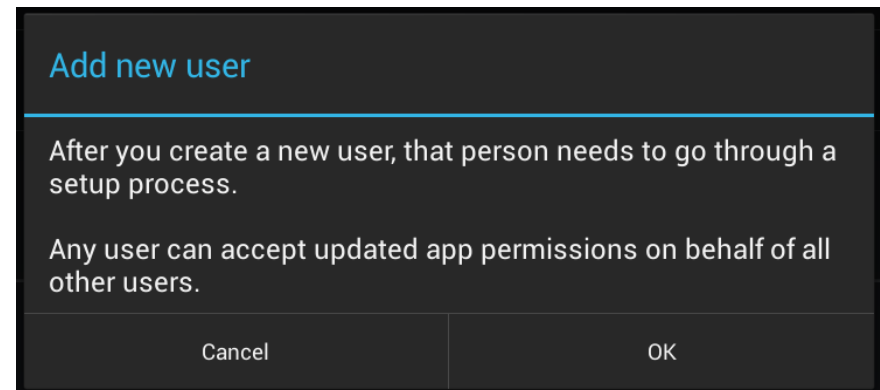 Add new user
After you create a new user, that person needs to go through a
setup process.
Any user can accept updated app permissions on behalf of all
other users.
Cancel
OK